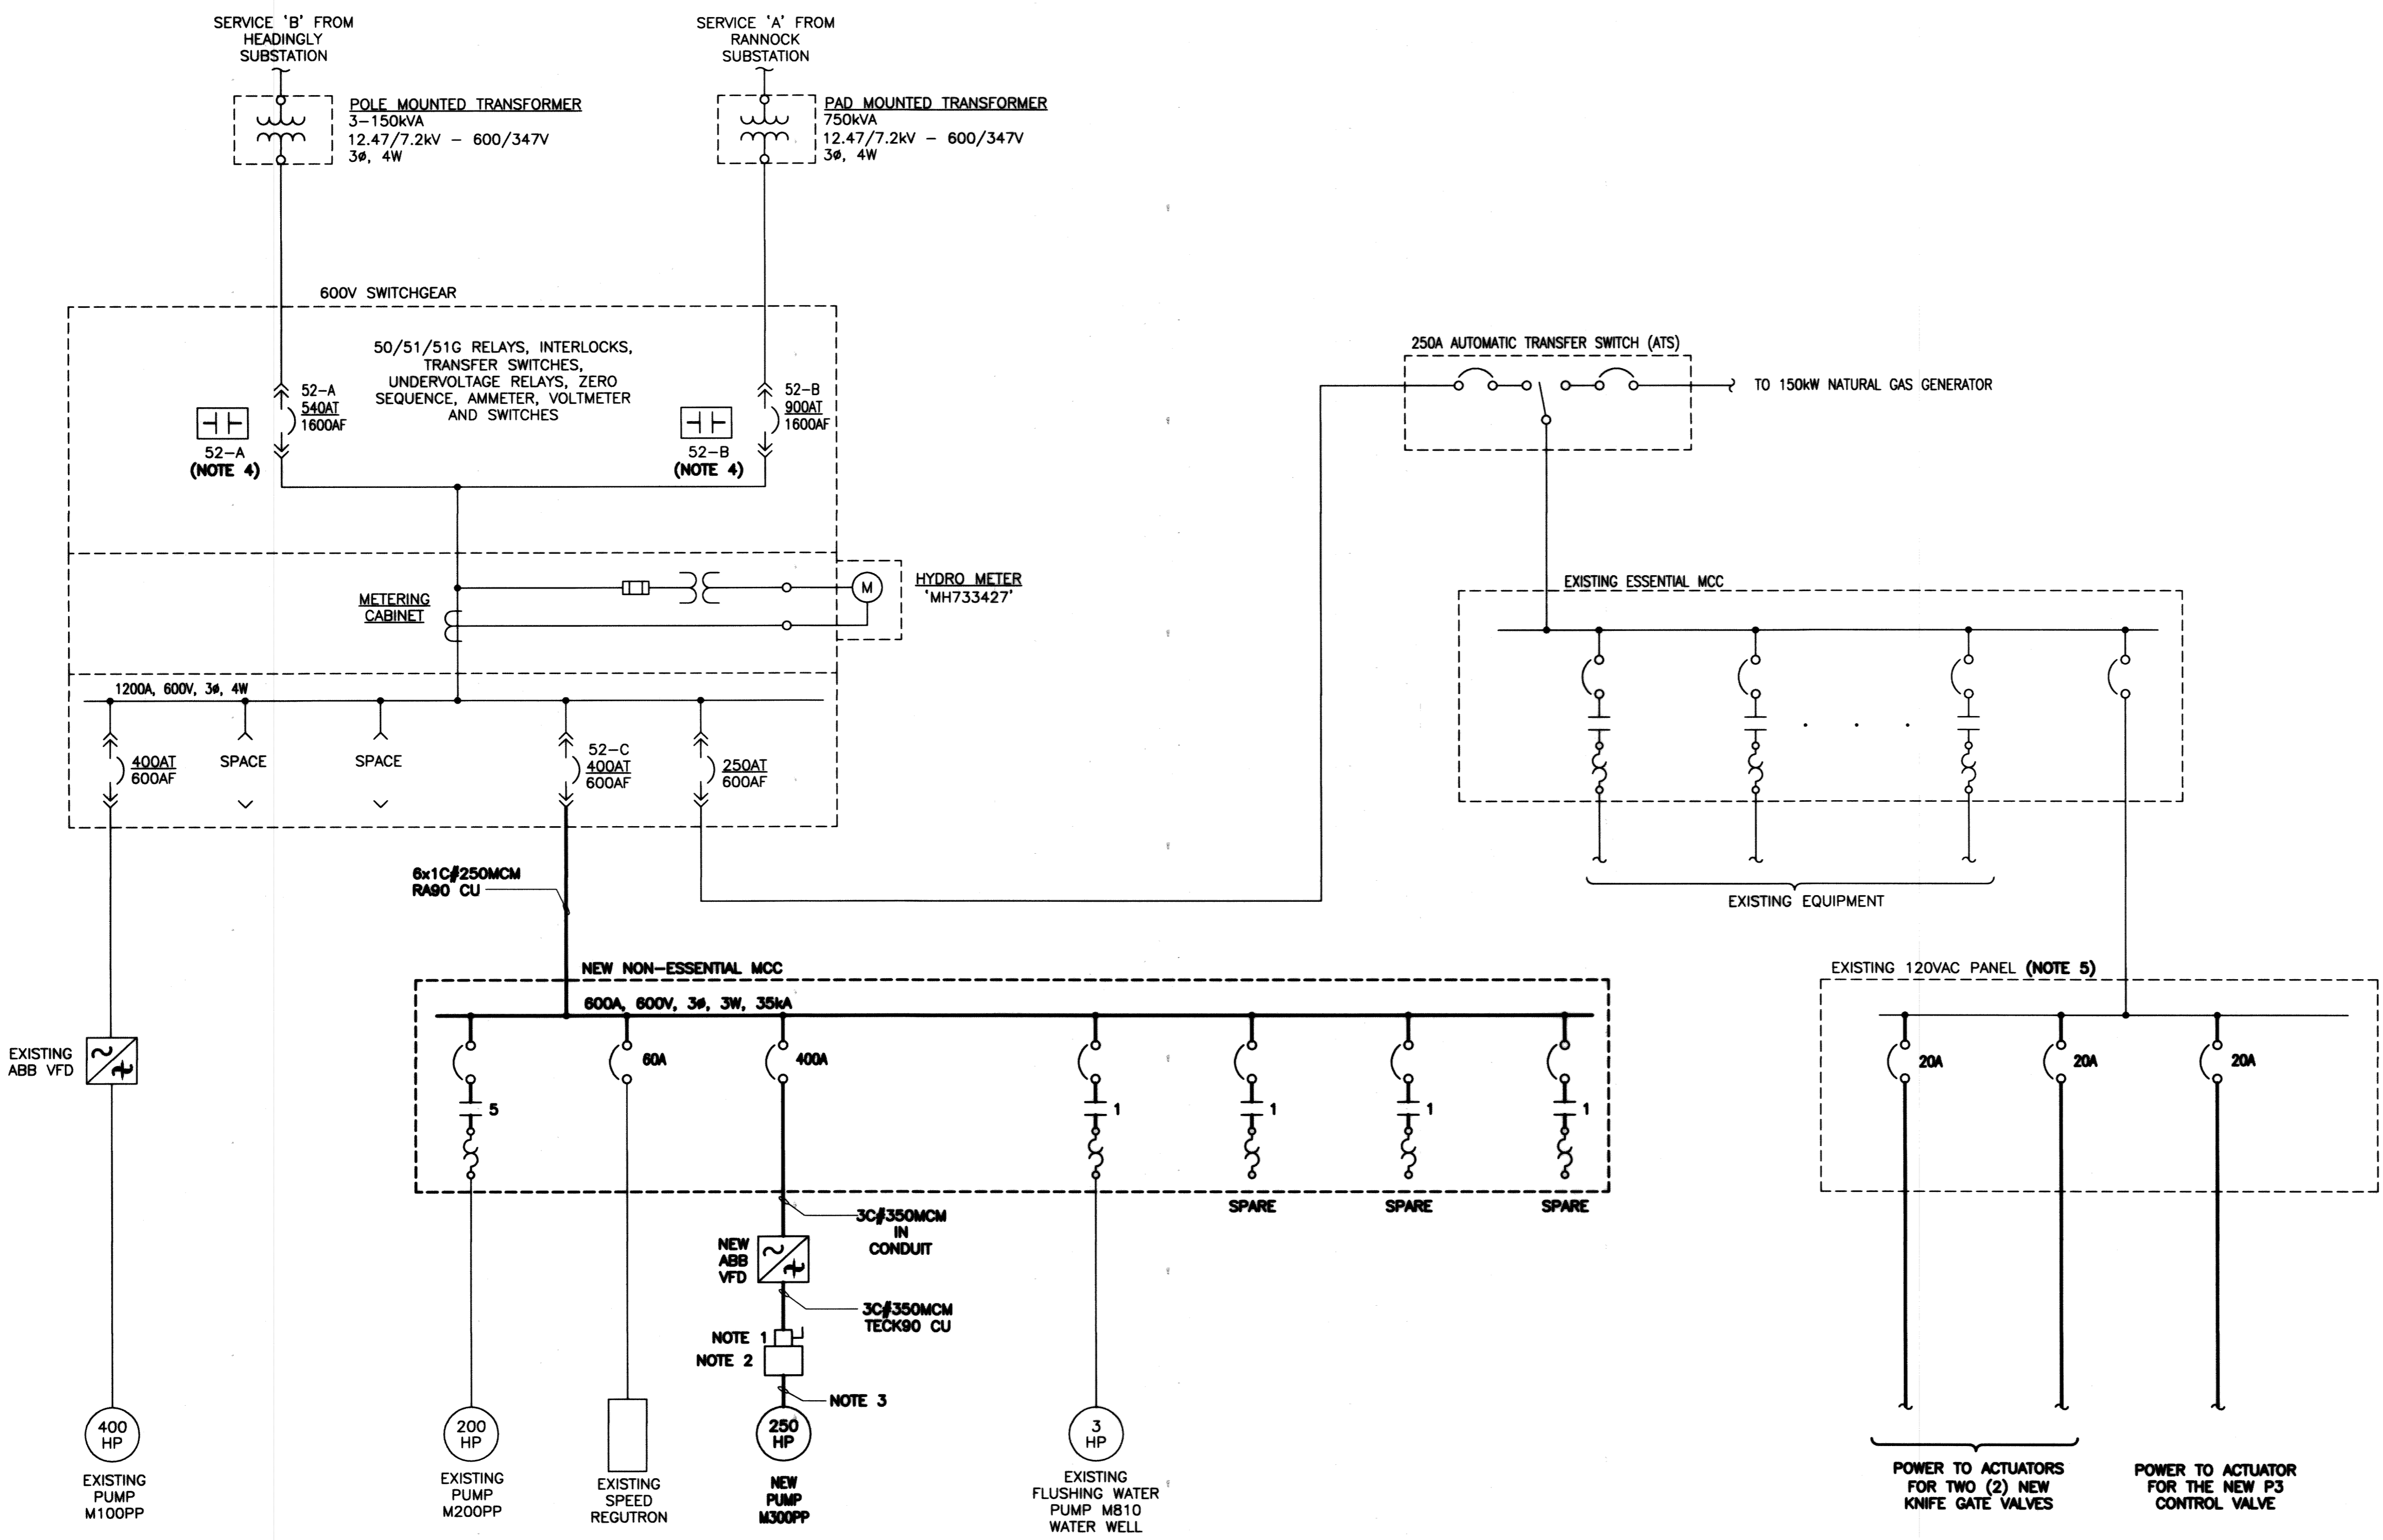 SERVICE 'B' FROM
HEADINGLY
SUBSTATION
SERVICE 'A' FROM
RANNOCK
SUBSTATION
POLE MOUNTED TRANSFORMER
3-150kVA
12.47/7.2kV - 600/347V
3ø, 4W
PAD MOUNTED TRANSFORMER
750kVA
12.47/7.2kV - 600/347V
3ø, 4W
600V SWITCHGEAR
50/51/51G RELAYS, INTERLOCKS,
TRANSFER SWITCHES,
UNDERVOLTAGE RELAYS, ZERO
SEQUENCE, AMMETER, VOLTMETER
AND SWITCHES
52-A
540AT
1600AF
52-A
(NOTE 4)
52-B
900AT
1600AF
52-B
(NOTE 4)
250A AUTOMATIC TRANSFER SWITCH (ATS)
TO 150kW NATURAL GAS GENERATOR
METERING
CABINET
M
HYDRO METER
'MH733427'
EXISTING ESSENTIAL MCC
1200A, 600V, 3ø, 4W
400AT
600AF
SPACE
SPACE
52-C
400AT
600AF
250AT
600AF
EXISTING EQUIPMENT
6x1C#250MCM
RA90 CU
NEW NON-ESSENTIAL MCC
600A, 600V, 3ø, 3W, 35kA
EXISTING 120VAC PANEL (NOTE 5)
EXISTING
ABB VFD
60A
400A
20A
20A
20A
5
1
1
1
1
SPARE
SPARE
SPARE
3C#350MCM
IN
CONDUIT
NEW
ABB
VFD
3C#350MCM
TECK90 CU
NOTE 1
NOTE 2
NOTE 3
400
HP
EXISTING
PUMP
M100PP
200
HP
EXISTING
PUMP
M200PP
EXISTING
SPEED
REGUTRON
250
HP
NEW
PUMP
M300PP
3
HP
EXISTING
FLUSHING WATER
PUMP M810
WATER WELL
POWER TO ACTUATORS
FOR TWO (2) NEW
KNIFE GATE VALVES
POWER TO ACTUATOR
FOR THE NEW P3
CONTROL VALVE